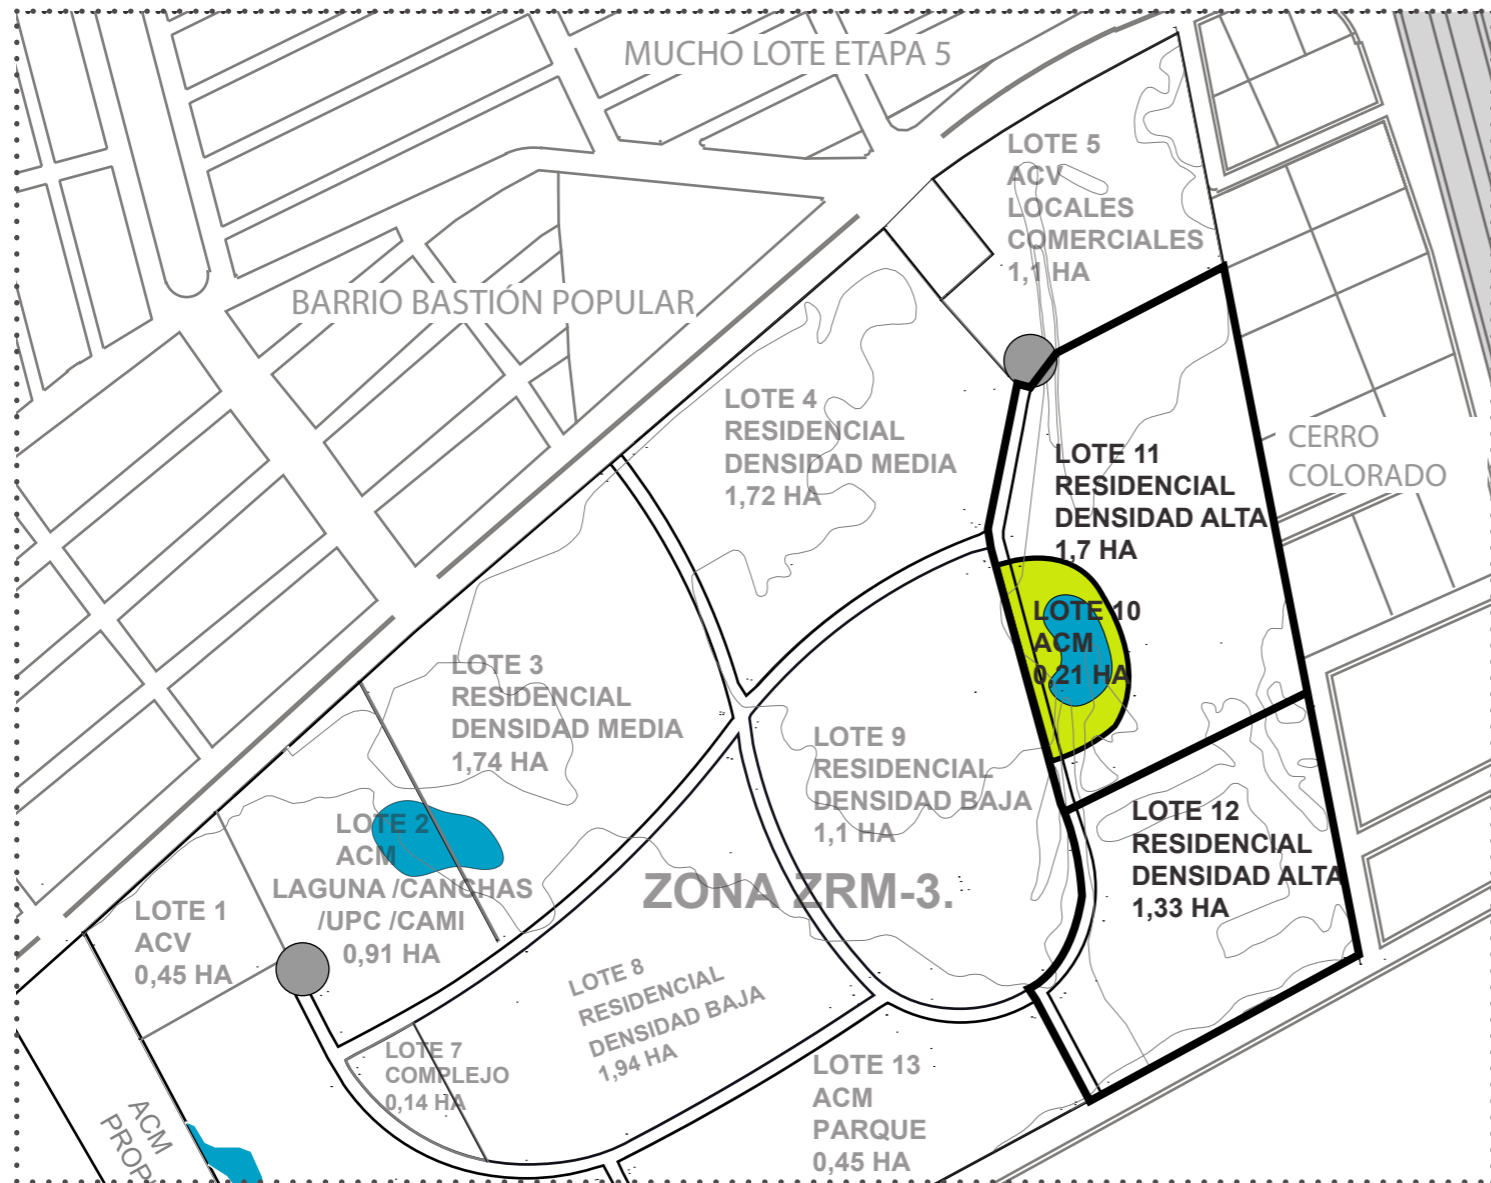 MUCHO LOTE ETAPA 5
BARRIO BASTIÓN POPULAR
LOTE 5
ACV
LOCALES
COMERCIALES
1,1 HA
LOTE 4
RESIDENCIAL
DENSIDAD MEDIA
1,72 HA
CERRO
COLORADO
LOTE 11
RESIDENCIAL
DENSIDAD ALTA
1,7 HA
LOTE 10
ACM
0,21 HA
LOTE 3
RESIDENCIAL
DENSIDAD MEDIA
1,74 HA
LOTE 9
RESIDENCIAL
DENSIDAD BAJA
1,1 HA
LOTE 12
RESIDENCIAL
DENSIDAD ALTA
1,33 HA
LOTE 2
ACM
LAGUNA /CANCHAS
/UPC /CAMI
0,91 HA
ZONA ZRM-3.
LOTE 1
ACV
0,45 HA
LOTE 8
RESIDENCIAL
DENSIDAD BAJA
1,94 HA
LOTE 7
COMPLEJO
0,14 HA
LOTE 13
ACM
PARQUE
0,45 HA
ACM